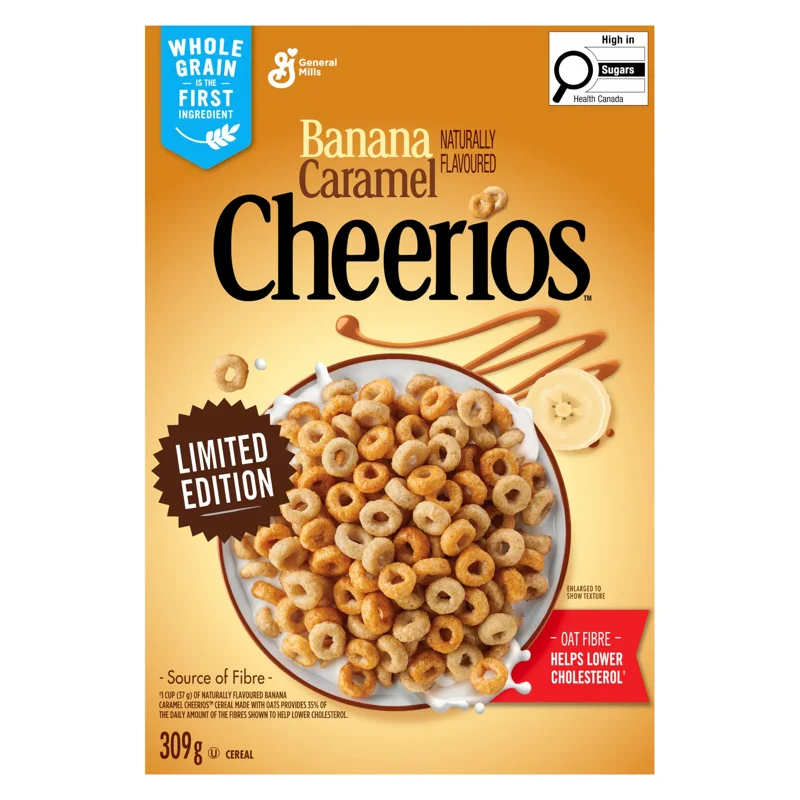 WHOLE
GRAIN
– IS THE –
FIRST
INGREDIENT
General
Mills
High in
Sugars
Health Canada
Banana
Caramel
NATURALLY
FLAVOURED
Cheerios™
LIMITED
EDITION
ENLARGED TO
SHOW TEXTURE
– OAT FIBRE –
HELPS LOWER
CHOLESTEROL†
- Source of Fibre -
†1 CUP (37 g) OF NATURALLY FLAVOURED BANANA
CARAMEL CHEERIOS™ CEREAL MADE WITH OATS PROVIDES 35% OF
THE DAILY AMOUNT OF THE FIBRES SHOWN TO HELP LOWER CHOLESTEROL.
309 g U CEREAL